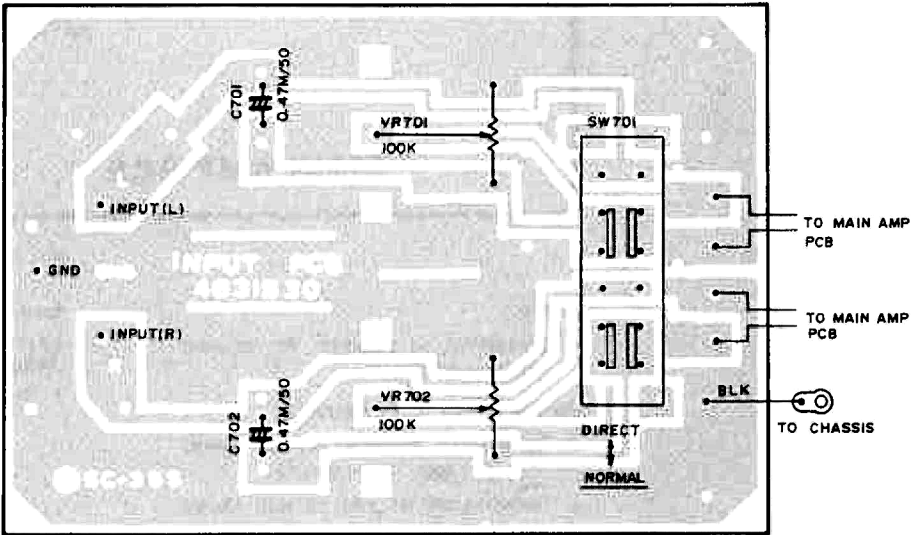 C701
0.47M/50
VR701
100K
SW701
INPUT(L)
TO MAIN AMP
PCB
GND
INPUT PCB
INPUT(R)
TO MAIN AMP
PCB
C702
0.47M/50
VR702
100K
BLK
TO CHASSIS
DIRECT
NORMAL